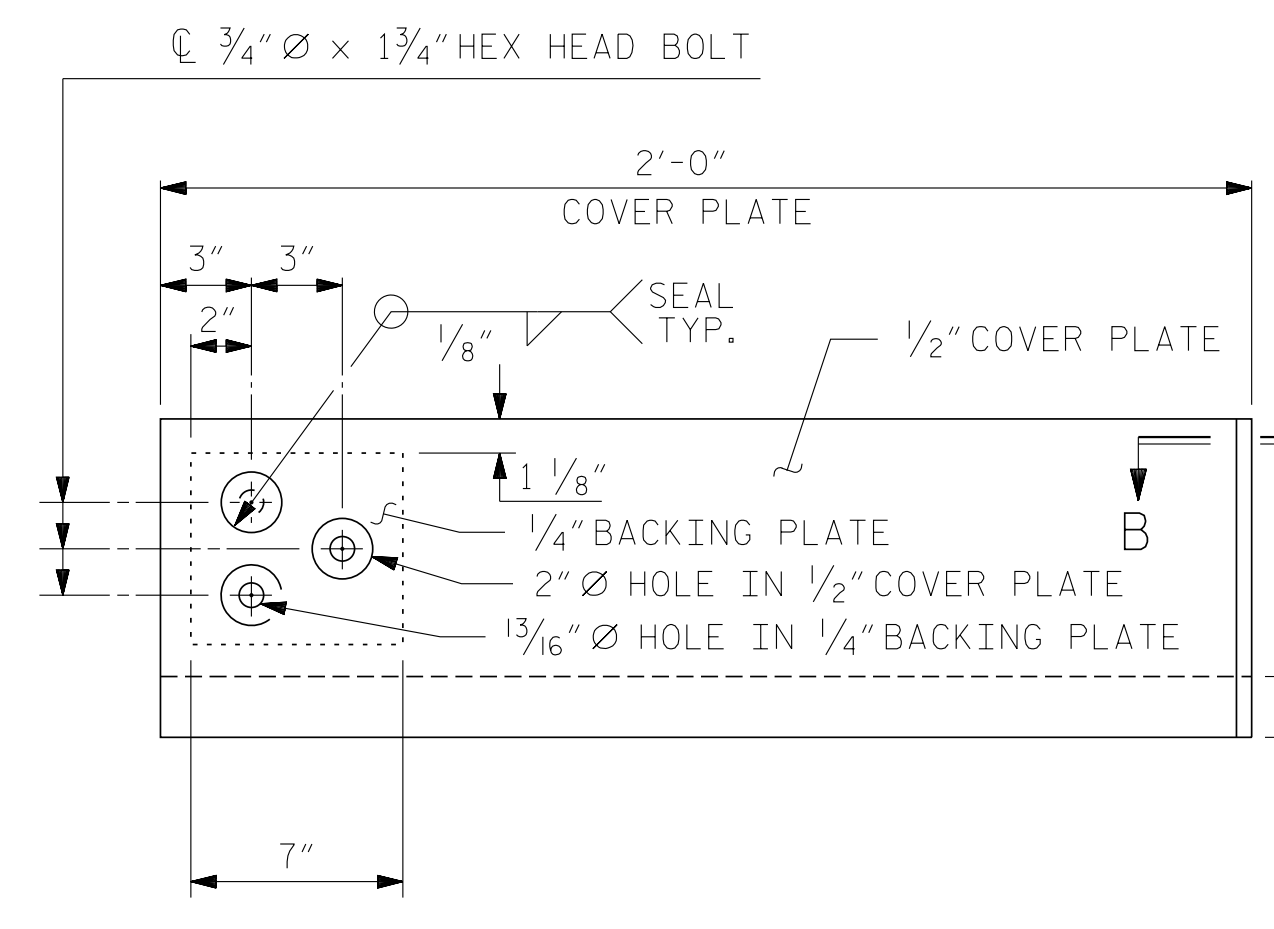 ℄ 3/4" Ø x 1 3/4" HEX HEAD BOLT
2'-0"
COVER PLATE
3"
3"
2"
1/8"
SEAL
TYP.
1/2" COVER PLATE
1 1/8"
1/4" BACKING PLATE
B
2" Ø HOLE IN 1/2" COVER PLATE
13/16" Ø HOLE IN 1/4" BACKING PLATE
7"